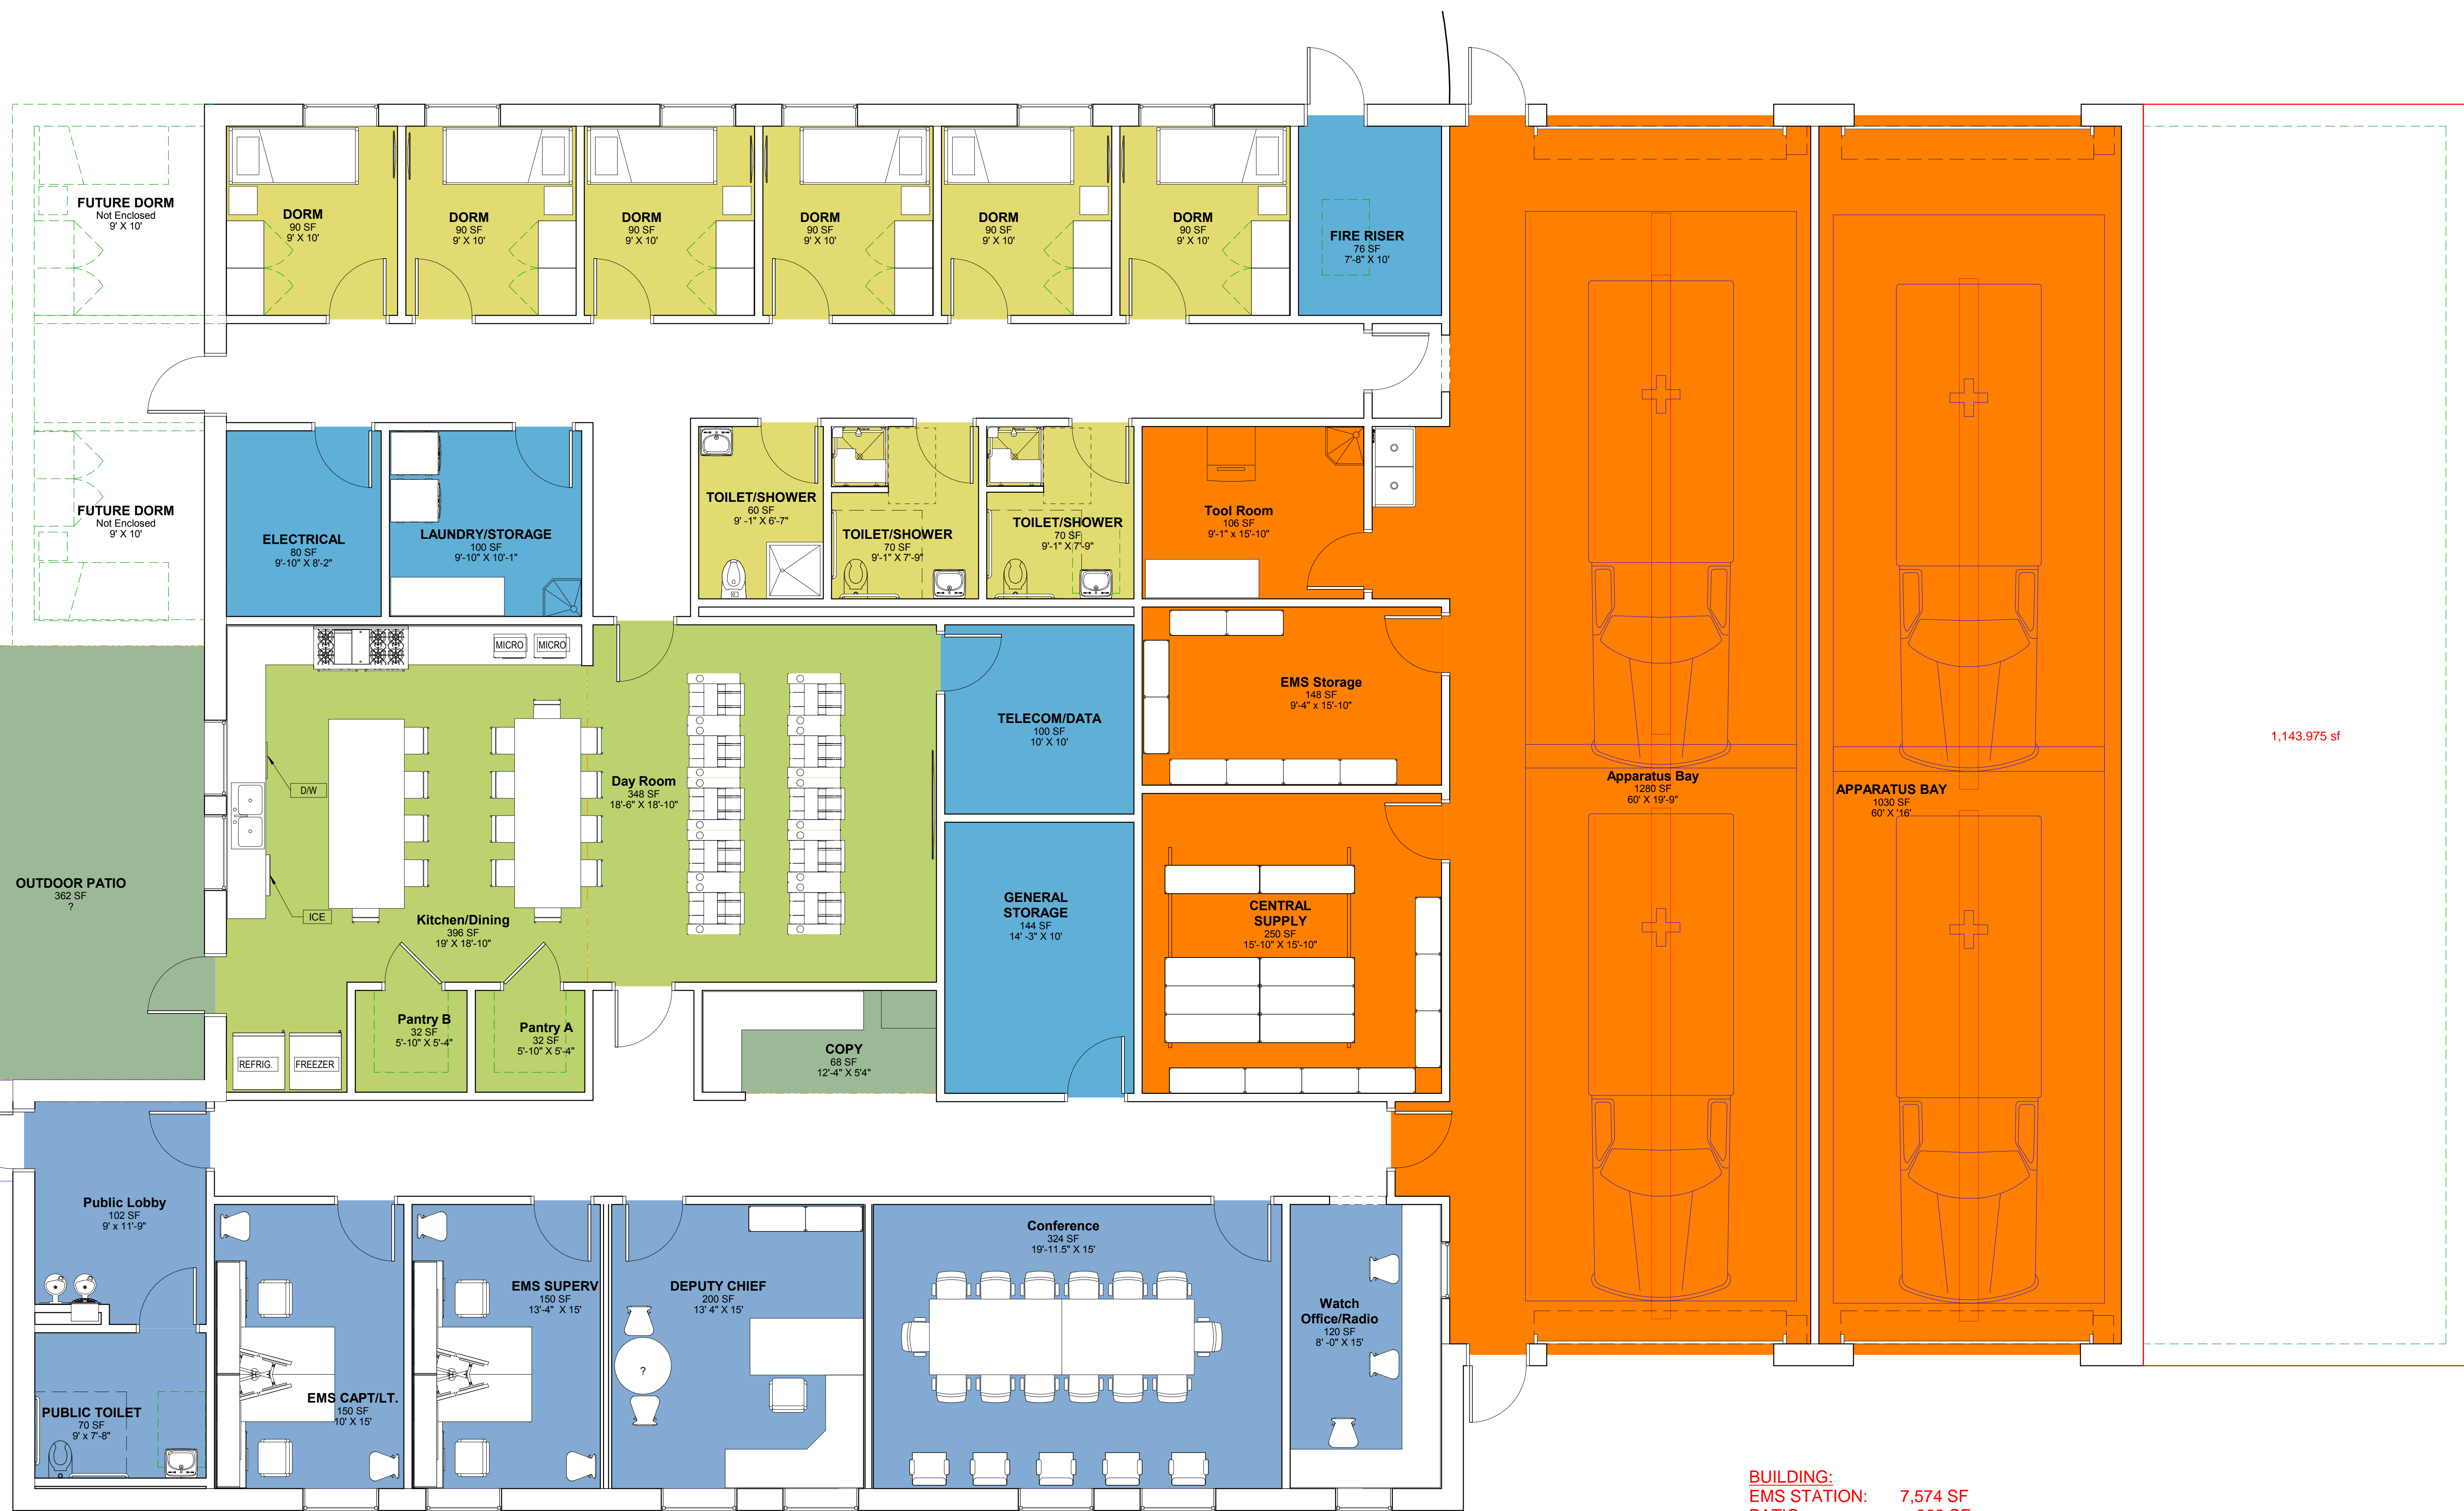 FUTURE DORM
Not Enclosed
9' X 10'
DORM
90 SF
9' X 10'
DORM
90 SF
9' X 10'
DORM
90 SF
9' X 10'
DORM
90 SF
9' X 10'
DORM
90 SF
9' X 10'
DORM
90 SF
9' X 10'
FIRE RISER
76 SF
7'-8" X 10'
FUTURE DORM
Not Enclosed
9' X 10'
ELECTRICAL
80 SF
9'-10" X 8'-2"
LAUNDRY/STORAGE
100 SF
9'-10" X 10'-1"
TOILET/SHOWER
60 SF
9' -1" X 6'-7"
TOILET/SHOWER
70 SF
9'-1" X 7'-9"
TOILET/SHOWER
70 SF
9'-1" X 7'-9"
Tool Room
106 SF
9'-1" x 15'-10"
MICRO
MICRO
EMS Storage
148 SF
9'-4" x 15'-10"
TELECOM/DATA
100 SF
10' X 10'
1,143.975 sf
Apparatus Bay
1280 SF
60' X 19'-9"
APPARATUS BAY
1030 SF
60' X '16'
Day Room
348 SF
18'-6" X 18'-10"
D/W
OUTDOOR PATIO
362 SF
?
ICE
Kitchen/Dining
396 SF
19' X 18'-10"
GENERAL
STORAGE
144 SF
14' -3" X 10'
CENTRAL
SUPPLY
250 SF
15'-10" X 15'-10"
Pantry B
32 SF
5'-10" X 5'-4"
Pantry A
32 SF
5'-10" X 5'-4"
REFRIG.
FREEZER
COPY
68 SF
12'-4" X 5'4"
Public Lobby
102 SF
9' x 11'-9"
Conference
324 SF
19'-11.5" X 15'
EMS SUPERV
150 SF
13'-4" X 15'
DEPUTY CHIEF
200 SF
13' 4" X 15'
Watch
Office/Radio
120 SF
8' -0" X 15'
?
EMS CAPT/LT.
150 SF
10' X 15'
PUBLIC TOILET
70 SF
9' x 7'-8"
BUILDING:
EMS STATION: 7,574 SF